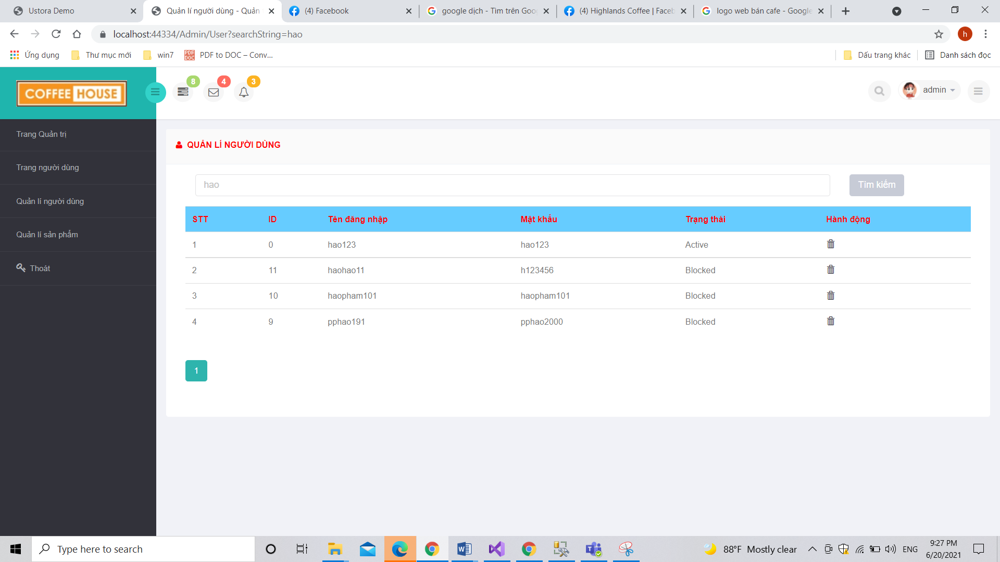 Ustora Demo
Quản lí người dùng - Quản
(4) Facebook
google dịch - Tìm trên Goo
(4) Highlands Coffee | Faceb
logo web bán cafe - Google
localhost:44334/Admin/User?searchString=hao
h
Ứng dụng
Thư mục mới
win7
PDF DOC
PDF to DOC – Conv...
Dấu trang khác
Danh sách đọc
COFFEE HOUSE
8
4
3
admin
Trang Quản trị
Trang người dùng
Quản lí người dùng
Quản lí sản phẩm
Thoát
QUẢN LÍ NGƯỜI DÙNG
hao
Tìm kiếm
STT ID Tên đăng nhập Mật khẩu Trạng thái Hành động
1 0 hao123 hao123 Active
2 11 haohao11 h123456 Blocked
3 10 haopham101 haopham101 Blocked
4 9 pphao191 pphao2000 Blocked
1
Type here to search
88°F Mostly clear
ENG
9:27 PM
6/20/2021